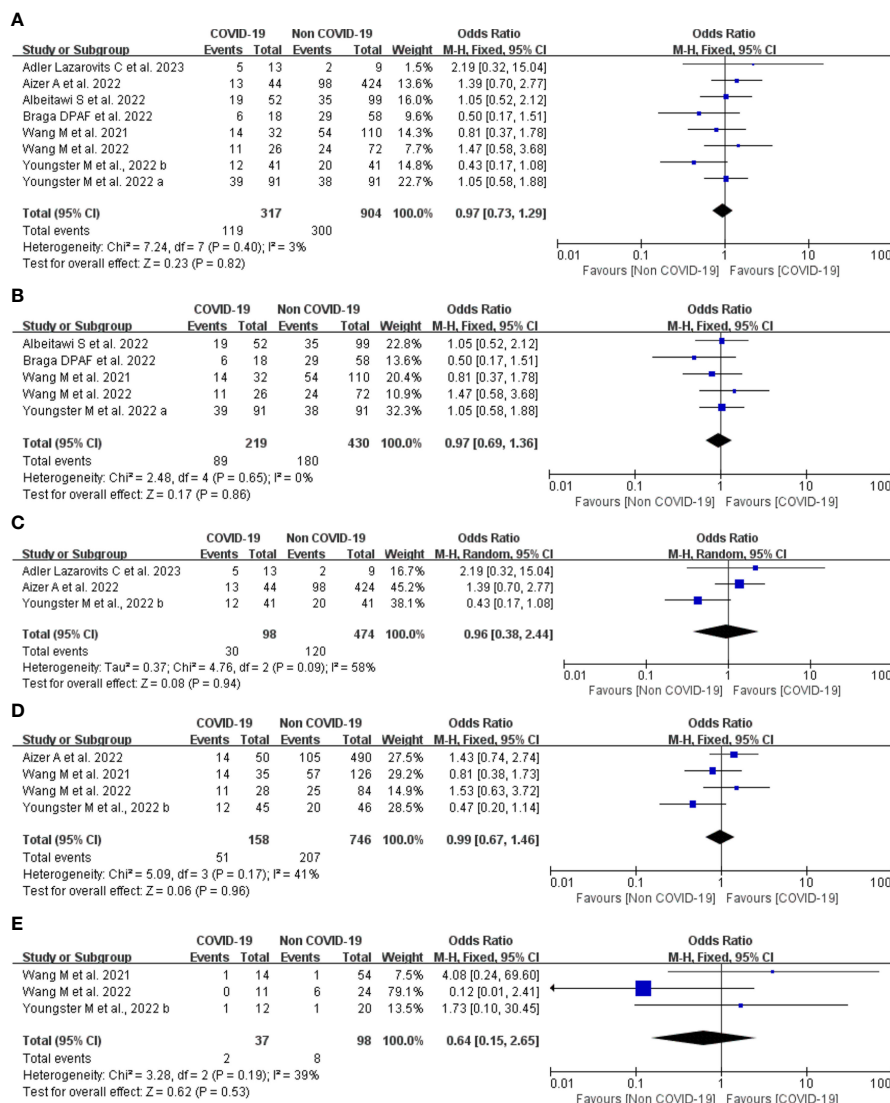 A
COVID-19 Non COVID-19 Odds Ratio Odds Ratio
Study or Subgroup Events Total Events Total Weight M-H, Fixed, 95% CI M-H, Fixed, 95% CI
Adler Lazarovits C et al. 2023 5 13 2 9 1.5% 2.19 [0.32, 15.04]
Aizer A et al. 2022 13 44 98 424 13.6% 1.39 [0.70, 2.77]
Albeitawi S et al. 2022 19 52 35 99 16.0% 1.05 [0.52, 2.12]
Braga DPAF et al. 2022 6 18 29 58 9.6% 0.50 [0.17, 1.51]
Wang M et al. 2021 14 32 54 110 14.3% 0.81 [0.37, 1.78]
Wang M et al. 2022 11 26 24 72 7.7% 1.47 [0.58, 3.68]
Youngster M et al., 2022 b 12 41 20 41 14.8% 0.43 [0.17, 1.08]
Youngster M et al. 2022 a 39 91 38 91 22.7% 1.05 [0.58, 1.88]
Total (95% CI) 317 904 100.0% 0.97 [0.73, 1.29]
Total events 119 300
Heterogeneity: Chi² = 7.24, df = 7 (P = 0.40); I² = 3%
Test for overall effect: Z = 0.23 (P = 0.82)
0.01 0.1 1 10 100
Favours [Non COVID-19] Favours [COVID-19]
B
COVID-19 Non COVID-19 Odds Ratio Odds Ratio
Study or Subgroup Events Total Events Total Weight M-H, Fixed, 95% CI M-H, Fixed, 95% CI
Albeitawi S et al. 2022 19 52 35 99 22.8% 1.05 [0.52, 2.12]
Braga DPAF et al. 2022 6 18 29 58 13.6% 0.50 [0.17, 1.51]
Wang M et al. 2021 14 32 54 110 20.4% 0.81 [0.37, 1.78]
Wang M et al. 2022 11 26 24 72 10.9% 1.47 [0.58, 3.68]
Youngster M et al. 2022 a 39 91 38 91 32.3% 1.05 [0.58, 1.88]
Total (95% CI) 219 430 100.0% 0.97 [0.69, 1.36]
Total events 89 180
Heterogeneity: Chi² = 2.48, df = 4 (P = 0.65); I² = 0%
Test for overall effect: Z = 0.17 (P = 0.86)
0.01 0.1 1 10 100
Favours [Non COVID-19] Favours [COVID-19]
C
COVID-19 Non COVID-19 Odds Ratio Odds Ratio
Study or Subgroup Events Total Events Total Weight M-H, Random, 95% CI M-H, Random, 95% CI
Adler Lazarovits C et al. 2023 5 13 2 9 16.7% 2.19 [0.32, 15.04]
Aizer A et al. 2022 13 44 98 424 45.2% 1.39 [0.70, 2.77]
Youngster M et al., 2022 b 12 41 20 41 38.1% 0.43 [0.17, 1.08]
Total (95% CI) 98 474 100.0% 0.96 [0.38, 2.44]
Total events 30 120
Heterogeneity: Tau² = 0.37; Chi² = 4.76, df = 2 (P = 0.09); I² = 58%
Test for overall effect: Z = 0.08 (P = 0.94)
0.01 0.1 1 10 100
Favours [Non COVID-19] Favours [COVID-19]
D
COVID-19 Non COVID-19 Odds Ratio Odds Ratio
Study or Subgroup Events Total Events Total Weight M-H, Fixed, 95% CI M-H, Fixed, 95% CI
Aizer A et al. 2022 14 50 105 490 27.5% 1.43 [0.74, 2.74]
Wang M et al. 2021 14 35 57 126 29.2% 0.81 [0.38, 1.73]
Wang M et al. 2022 11 28 25 84 14.9% 1.53 [0.63, 3.72]
Youngster M et al., 2022 b 12 45 20 46 28.5% 0.47 [0.20, 1.14]
Total (95% CI) 158 746 100.0% 0.99 [0.67, 1.46]
Total events 51 207
Heterogeneity: Chi² = 5.09, df = 3 (P = 0.17); I² = 41%
Test for overall effect: Z = 0.06 (P = 0.96)
0.01 0.1 1 10 100
Favours [Non COVID-19] Favours [COVID-19]
E
COVID-19 Non COVID-19 Odds Ratio Odds Ratio
Study or Subgroup Events Total Events Total Weight M-H, Fixed, 95% CI M-H, Fixed, 95% CI
Wang M et al. 2021 1 14 1 54 7.5% 4.08 [0.24, 69.60]
Wang M et al. 2022 0 11 6 24 79.1% 0.12 [0.01, 2.41]
Youngster M et al., 2022 b 1 12 1 20 13.5% 1.73 [0.10, 30.45]
Total (95% CI) 37 98 100.0% 0.64 [0.15, 2.65]
Total events 2 8
Heterogeneity: Chi² = 3.28, df = 2 (P = 0.19); I² = 39%
Test for overall effect: Z = 0.62 (P = 0.53)
0.01 0.1 1 10 100
Favours [Non COVID-19] Favours [COVID-19]